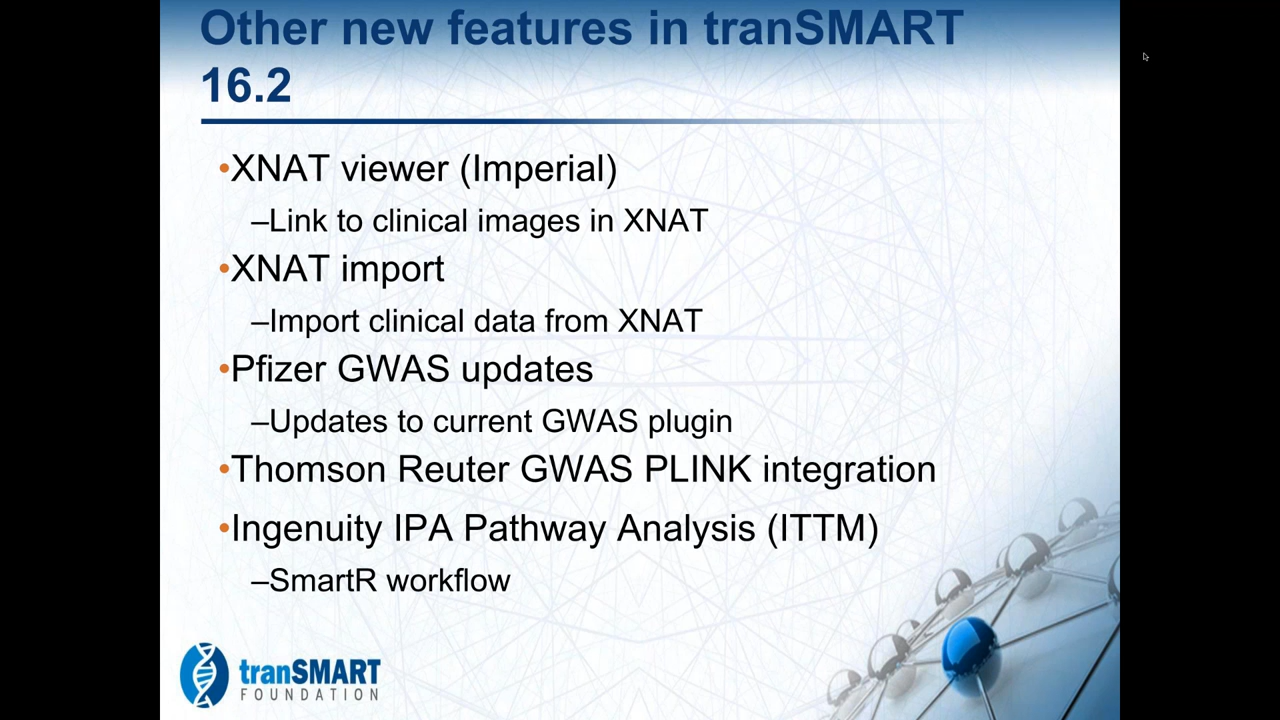 Other new features in tranSMART
16.2
•XNAT viewer (Imperial)
–Link to clinical images in XNAT
•XNAT import
–Import clinical data from XNAT
•Pfizer GWAS updates
–Updates to current GWAS plugin
•Thomson Reuter GWAS PLINK integration
•Ingenuity IPA Pathway Analysis (ITTM)
–SmartR workflow
tranSMART
FOUNDATION